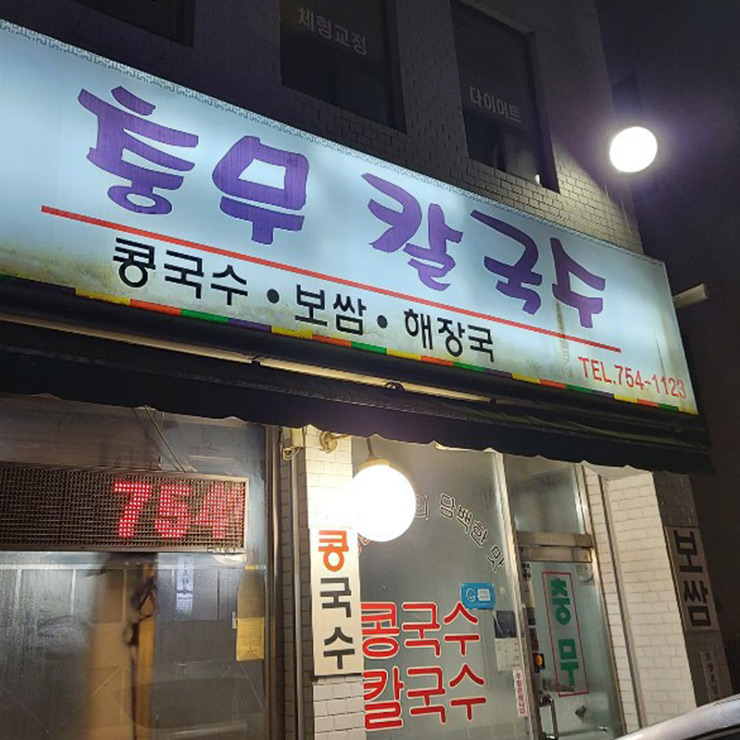 체형교정
다이어트
충무 칼국수
콩국수 • 보쌈 • 해장국
TEL.754-1123
754
담백한 맛
콩국수
콩국수
칼국수
충무
보쌈